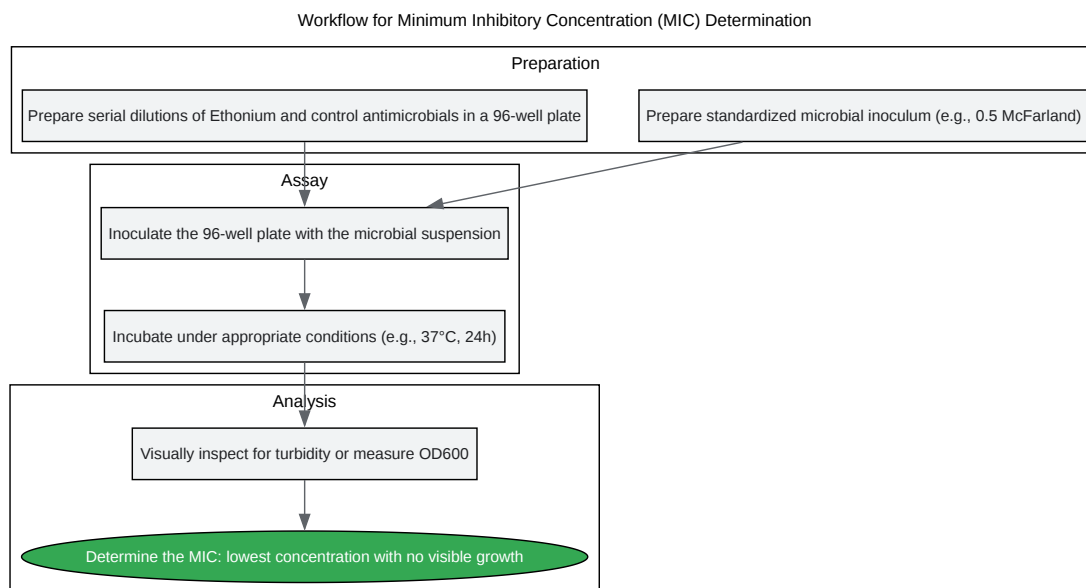 Workflow for Minimum Inhibitory Concentration (MIC) Determination
Preparation
Prepare serial dilutions of Ethonium and control antimicrobials in a 96-well plate
Prepare standardized microbial inoculum (e.g., 0.5 McFarland)
Assay
Inoculate the 96-well plate with the microbial suspension
Incubate under appropriate conditions (e.g., 37°C, 24h)
Analysis
Visually inspect for turbidity or measure OD600
Determine the MIC: lowest concentration with no visible growth